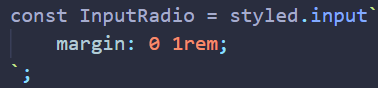 const InputRadio = styled.input`
    margin: 0 1rem;
`;